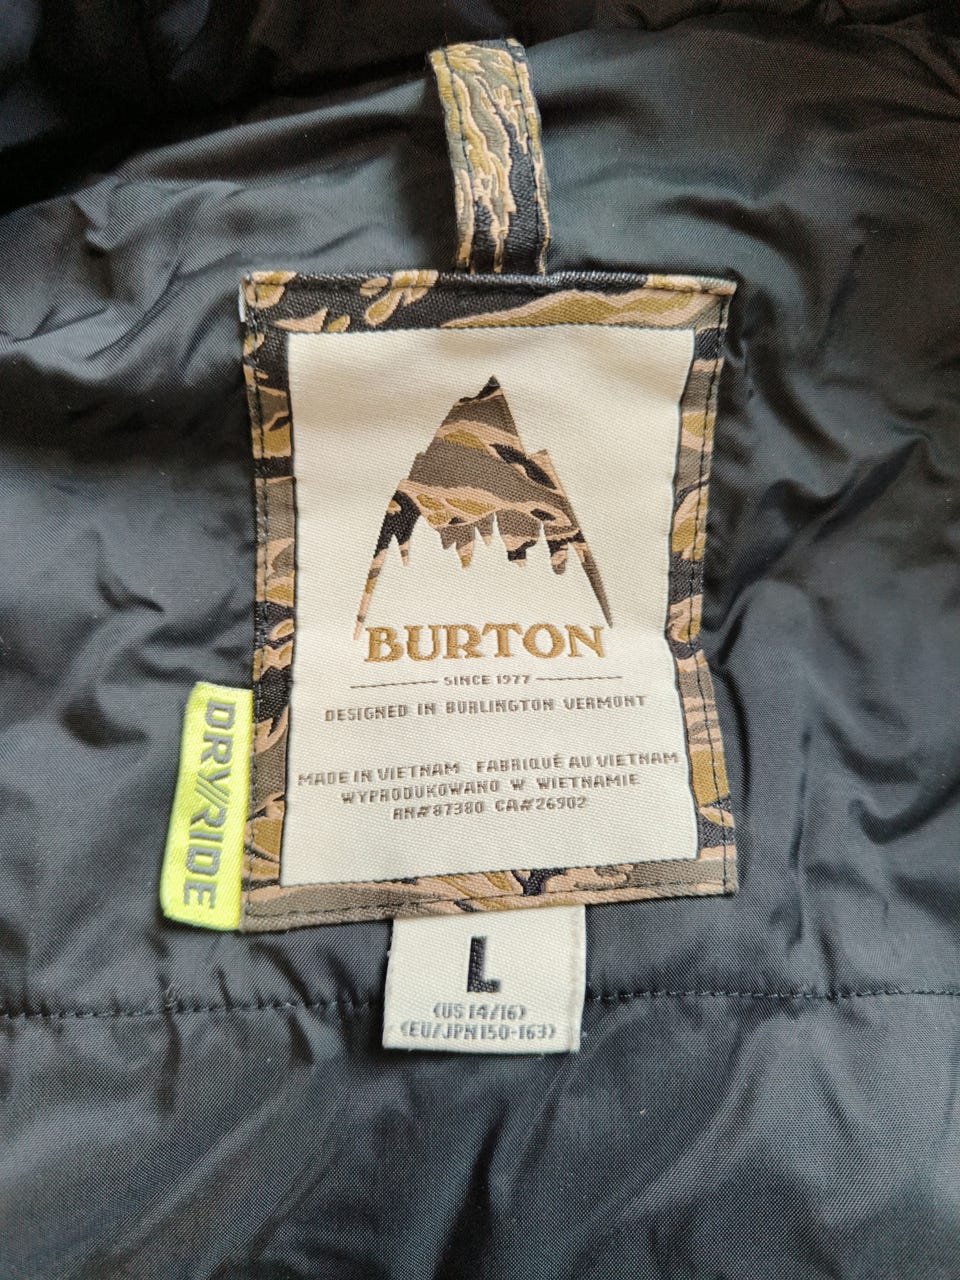 BURTON
SINCE 1977
DESIGNED IN BURLINGTON VERMONT
MADE IN VIETNAM FABRIQUÉ AU VIETNAM
WYPRODUKOWANO W WIETNAMIE
RN#87380 CA#26902
DRY//RIDE
L
(US 14/16)
(EU/JPN150-163)